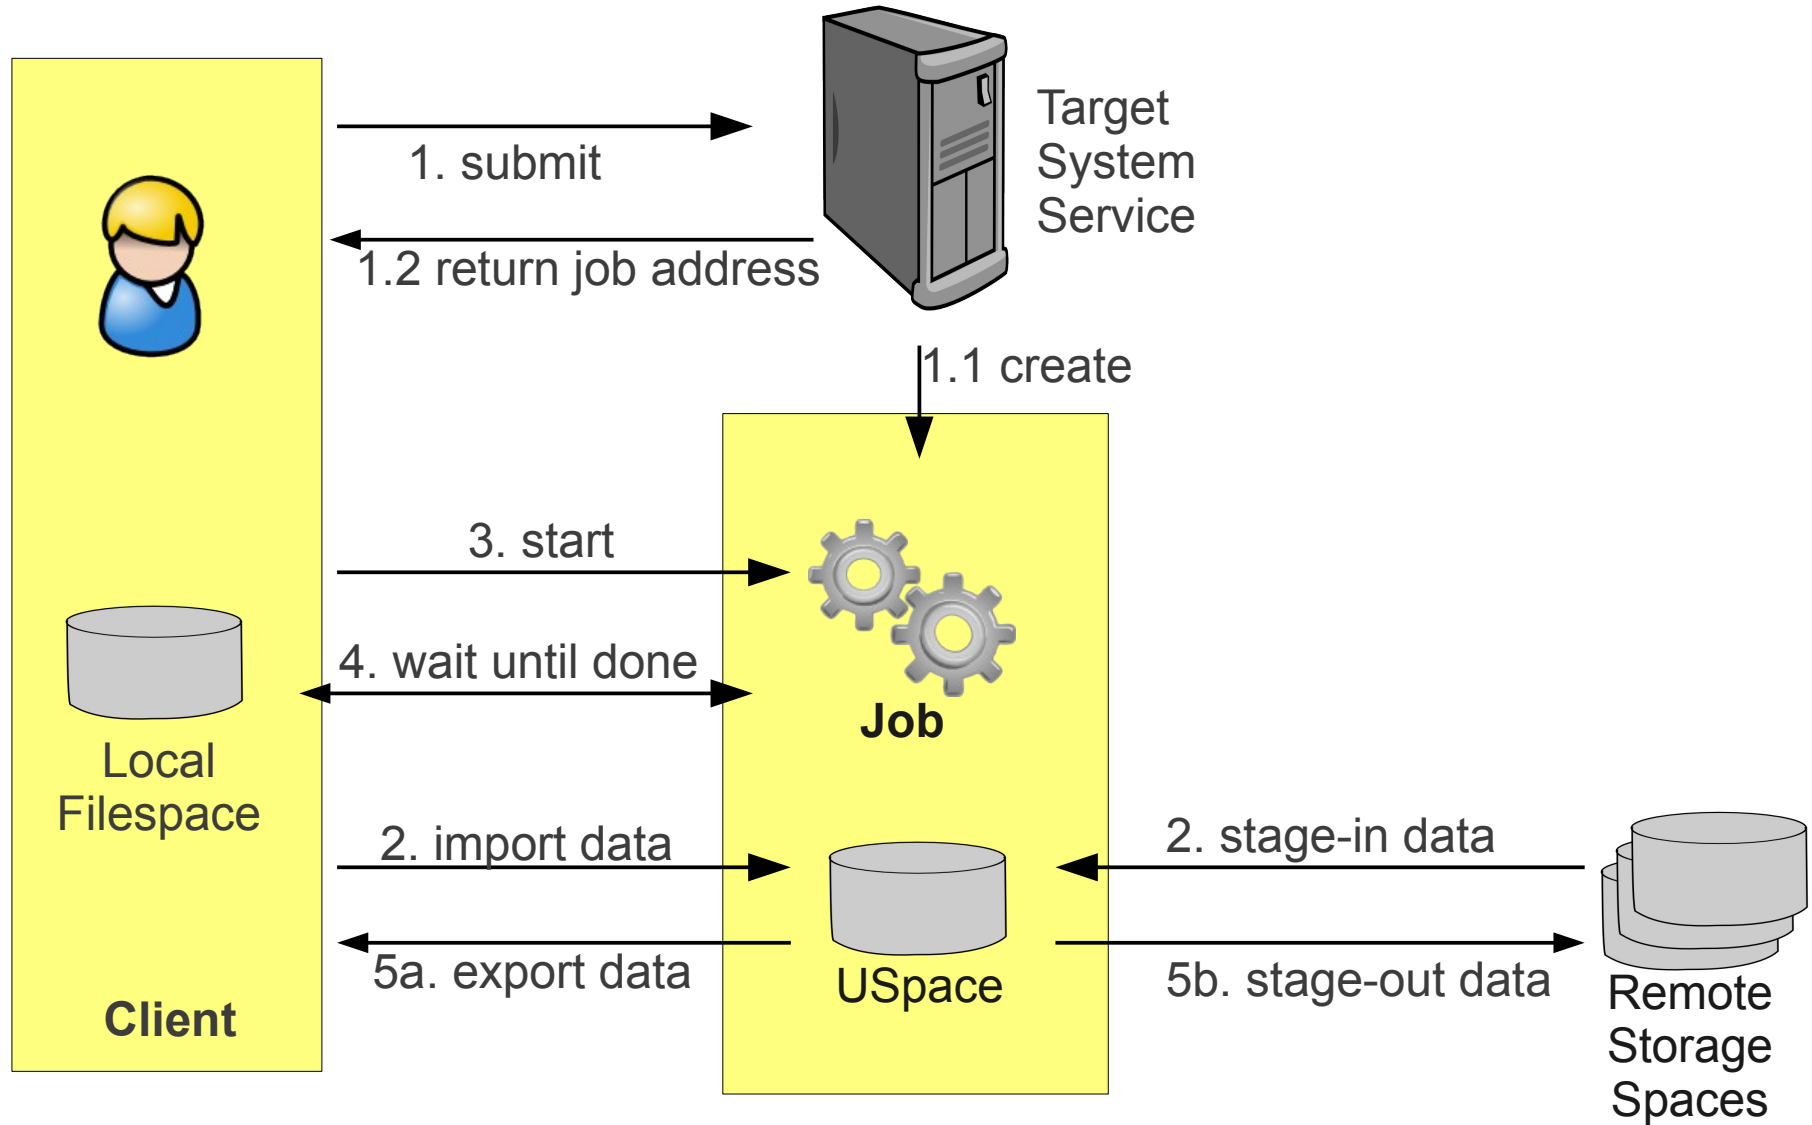 Target
System
Service
1. submit
1.2 return job address
1.1 create
3. start
4. wait until done
Job
Local
Filespace
2. import data
2. stage-in data
5a. export data
USpace
5b. stage-out data
Client
Remote
Storage
Spaces